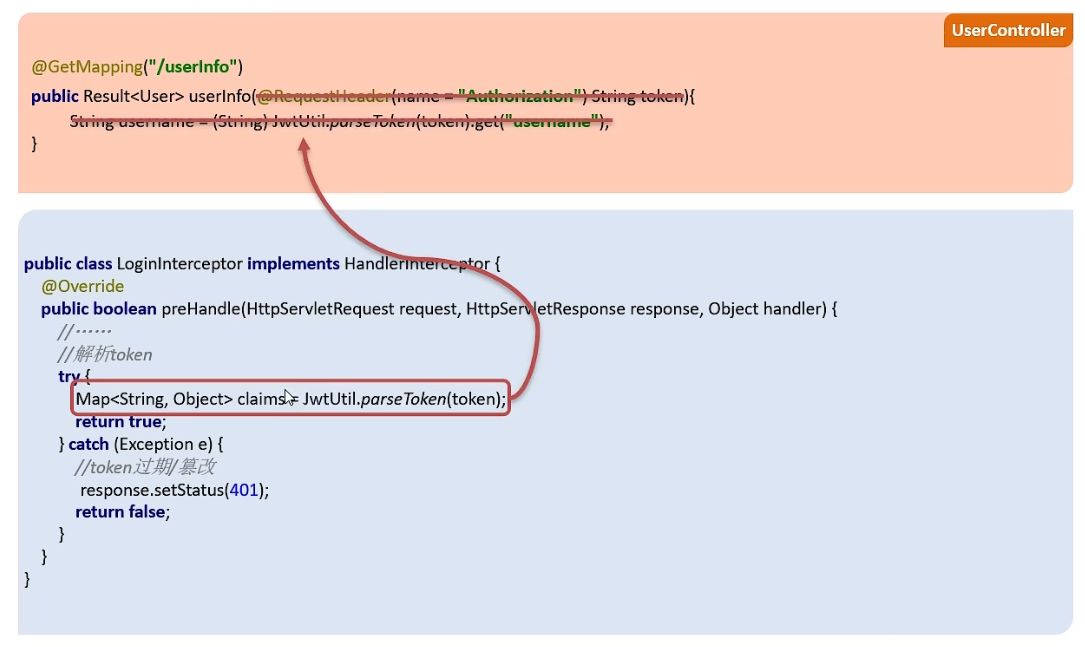 UserController
@GetMapping("/userInfo")
public Result<User> userInfo(@RequestHeader(name = "Authorization") String token){
String username = (String) JwtUtil.parseToken(token).get("username");
}
public class LoginInterceptor implements HandlerInterceptor {
@Override
public boolean preHandle(HttpServletRequest request, HttpServletResponse response, Object handler) {
//······
//解析token
try {
Map<String, Object> claims = JwtUtil.parseToken(token);
return true;
} catch (Exception e) {
//token过期/篡改
response.setStatus(401);
return false;
}
}
}